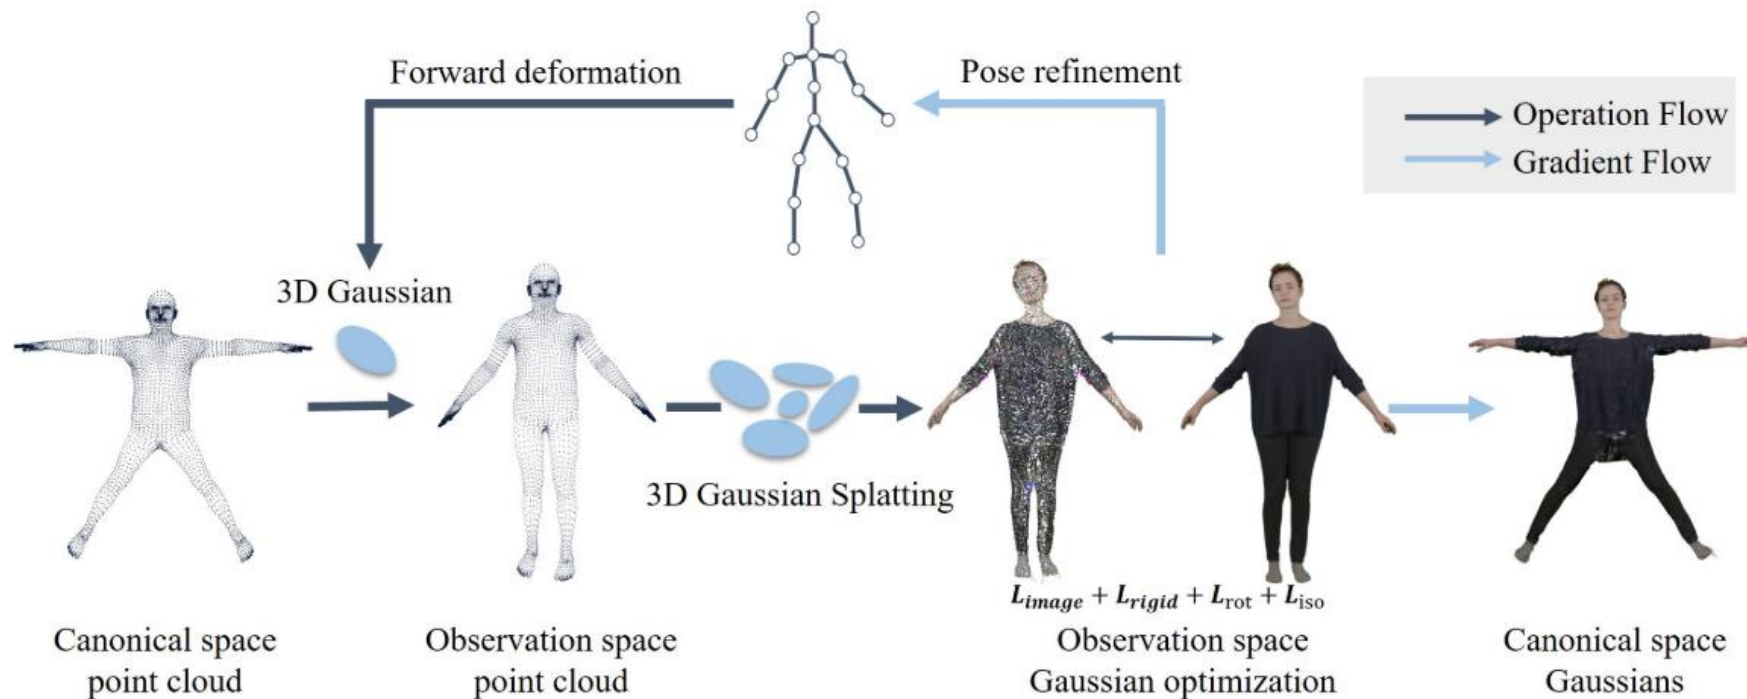 Forward deformation
Pose refinement
Operation Flow
Gradient Flow
3D Gaussian
3D Gaussian Splatting
L_image + L_rigid + L_rot + L_iso
Canonical space
point cloud
Observation space
point cloud
Observation space
Gaussian optimization
Canonical space
Gaussians